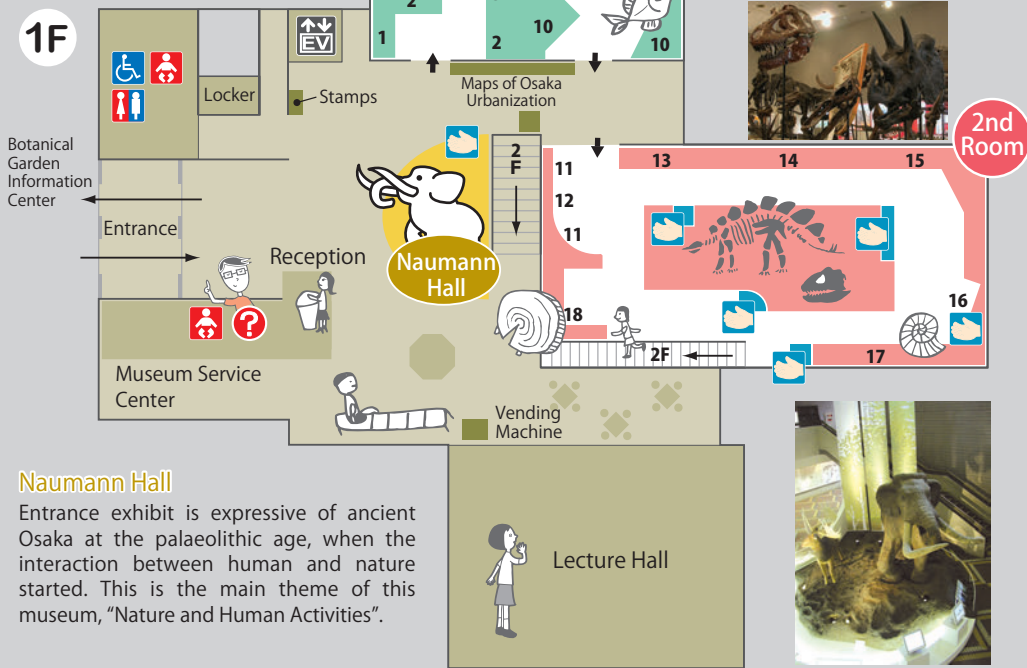 1F
EV
2
1
2
10
10
Locker
Stamps
Maps of Osaka
Urbanization
2nd
Room
Botanical
Garden
Information
Center
Entrance
2
F
11
12
11
13
14
15
Reception
Naumann
Hall
?
16
18
2F
17
Museum Service
Center
Vending
Machine
Lecture Hall
Naumann Hall
Entrance exhibit is expressive of ancient
Osaka at the palaeolithic age, when the
interaction between human and nature
started. This is the main theme of this
museum, “Nature and Human Activities”.